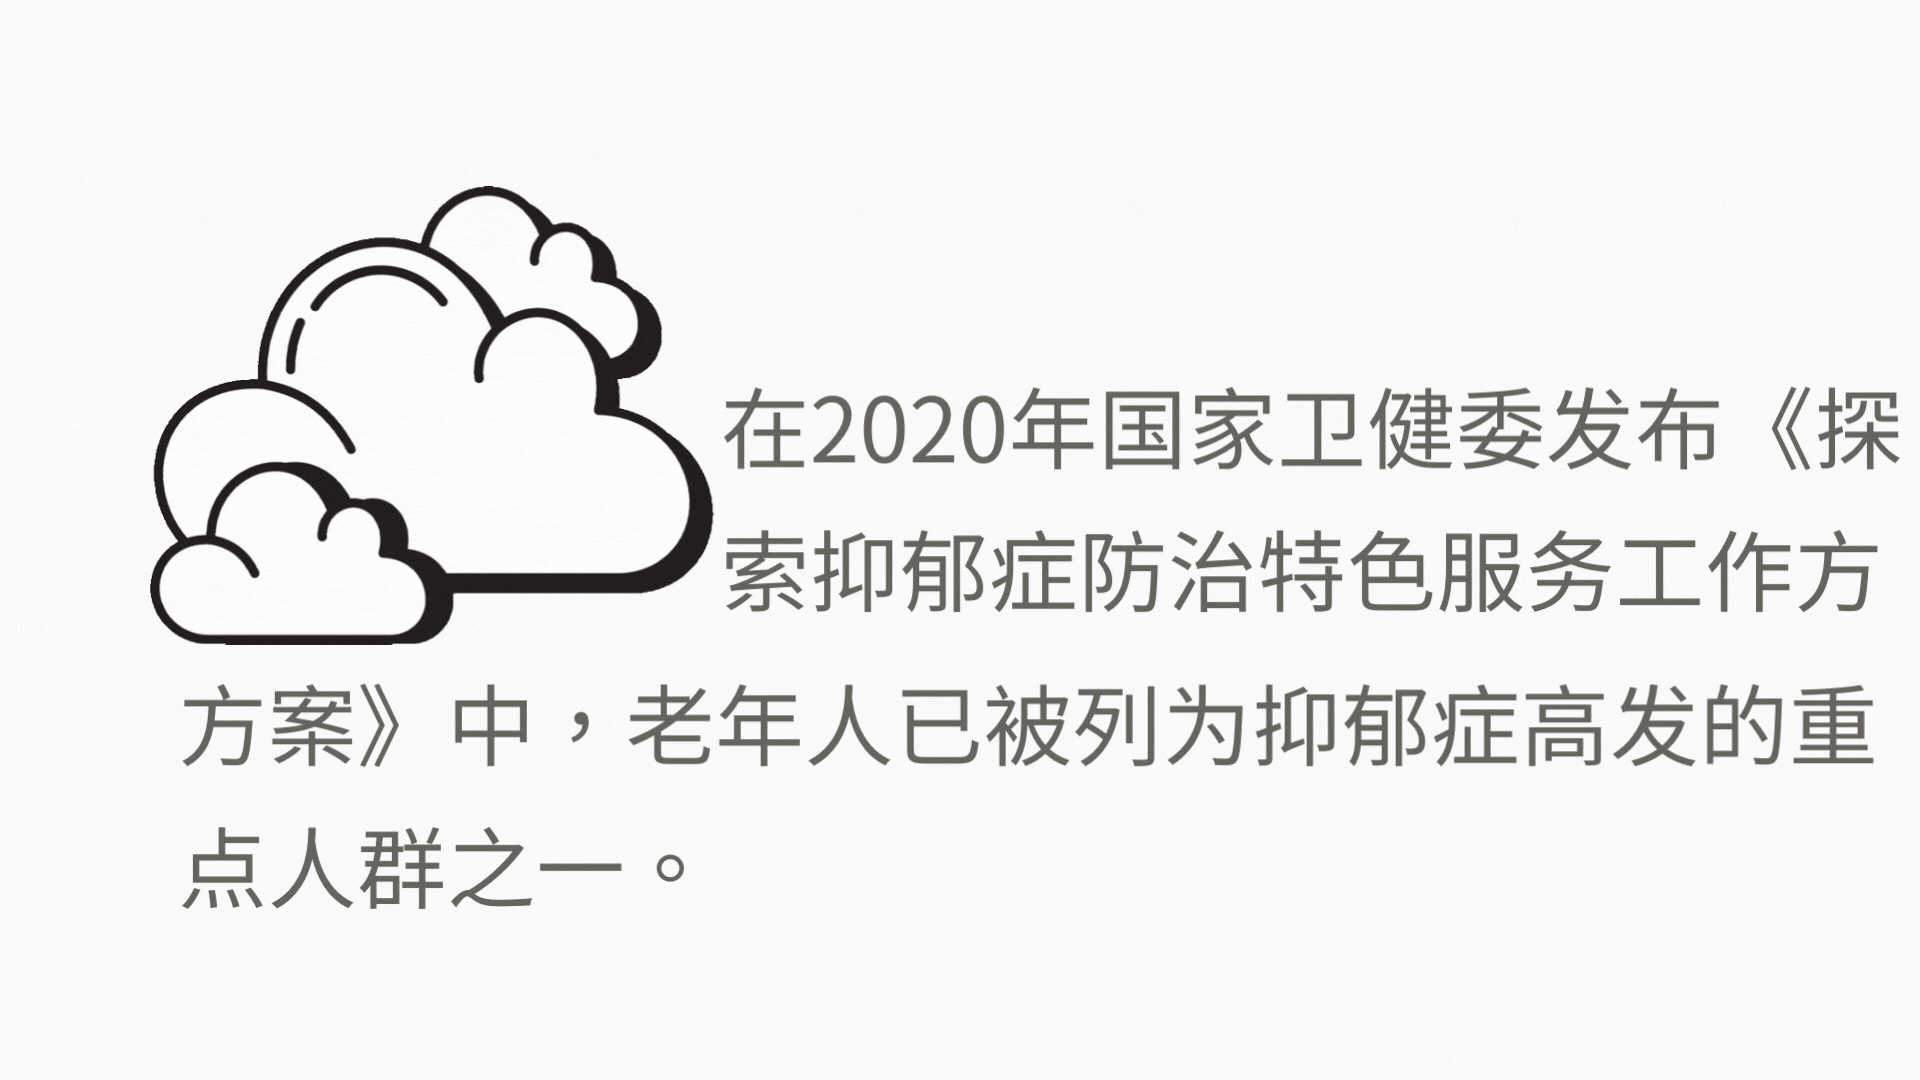 在2020年国家卫健委发布《探
索抑郁症防治特色服务工作方
方案》中，老年人已被列为抑郁症高发的重
点人群之一。